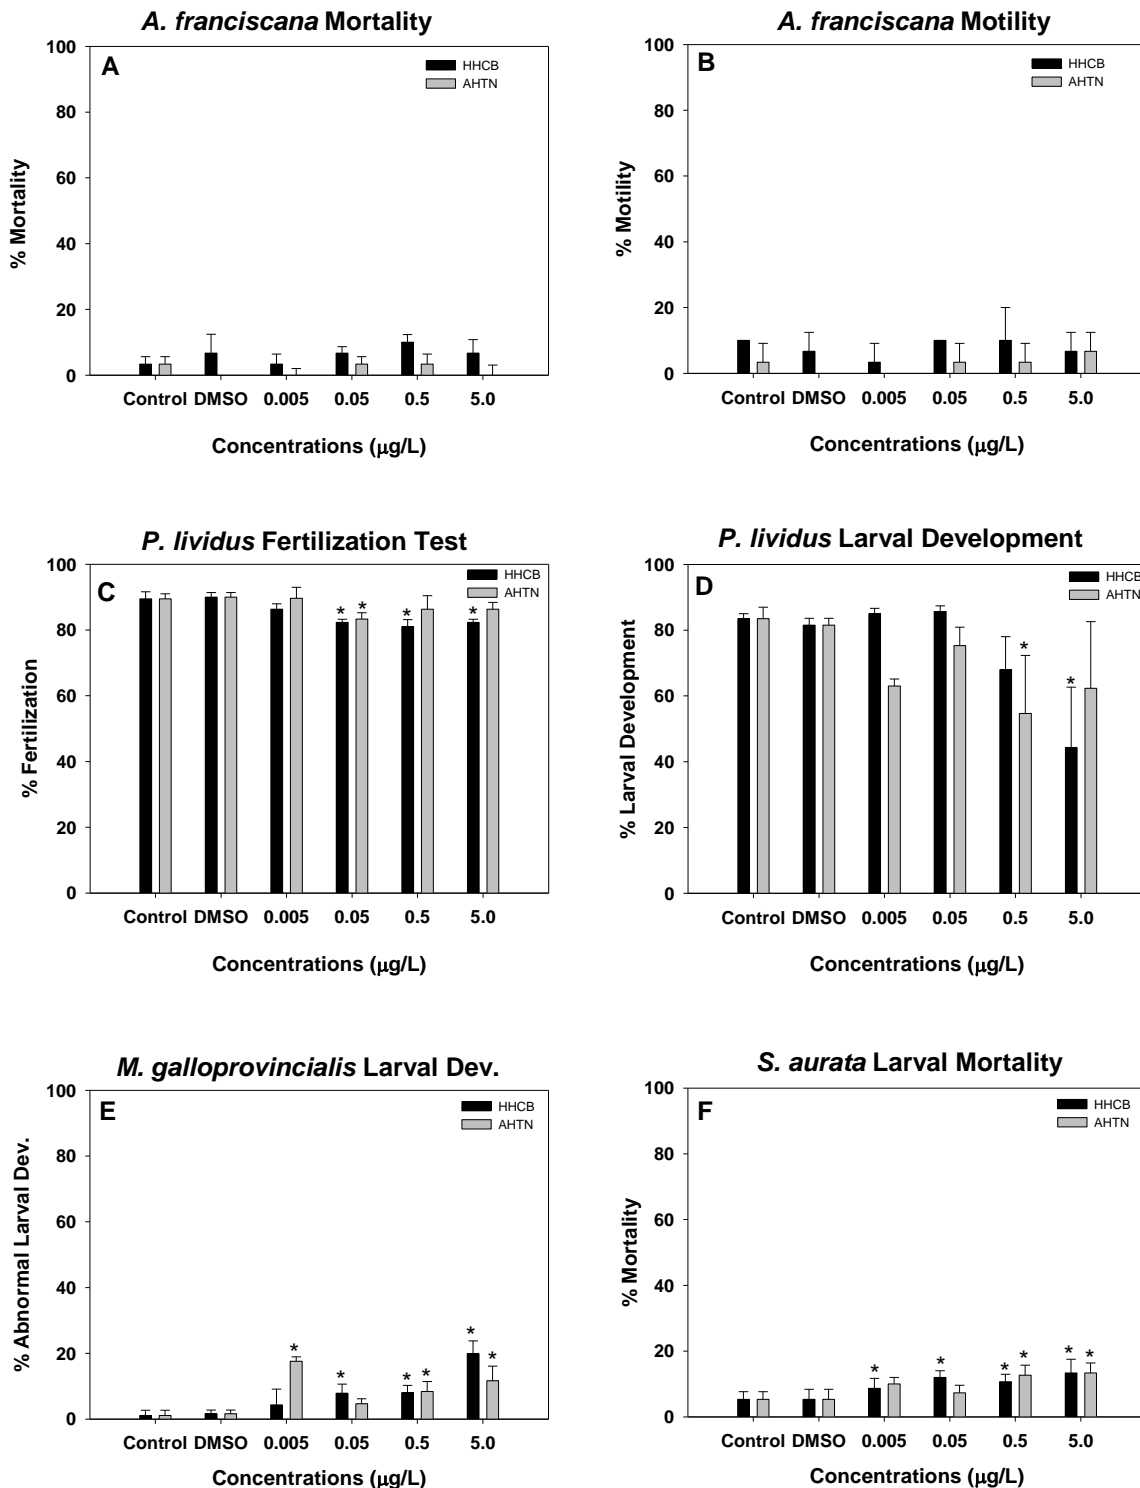 A. franciscana Mortality
A
HHCB
AHTN
100
80
60
40
20
0
% Mortality
Control DMSO 0.005 0.05 0.5 5.0
Concentrations (µg/L)
A. franciscana Motility
B
HHCB
AHTN
100
80
60
40
20
0
% Motility
Control DMSO 0.005 0.05 0.5 5.0
Concentrations (µg/L)
P. lividus Fertilization Test
C
HHCB
AHTN
100
80
60
40
20
0
% Fertilization
* * * *
Control DMSO 0.005 0.05 0.5 5.0
Concentrations (µg/L)
P. lividus Larval Development
D
HHCB
AHTN
100
80
60
40
20
0
% Larval Development
* *
Control DMSO 0.005 0.05 0.5 5.0
Concentrations (µg/L)
M. galloprovincialis Larval Dev.
E
HHCB
AHTN
100
80
60
40
20
0
% Abnormal Larval Dev.
* * * * * *
Control DMSO 0.005 0.05 0.5 5.0
Concentrations (µg/L)
S. aurata Larval Mortality
F
HHCB
AHTN
100
80
60
40
20
0
% Mortality
* * * * * *
Control DMSO 0.005 0.05 0.5 5.0
Concentrations (µg/L)